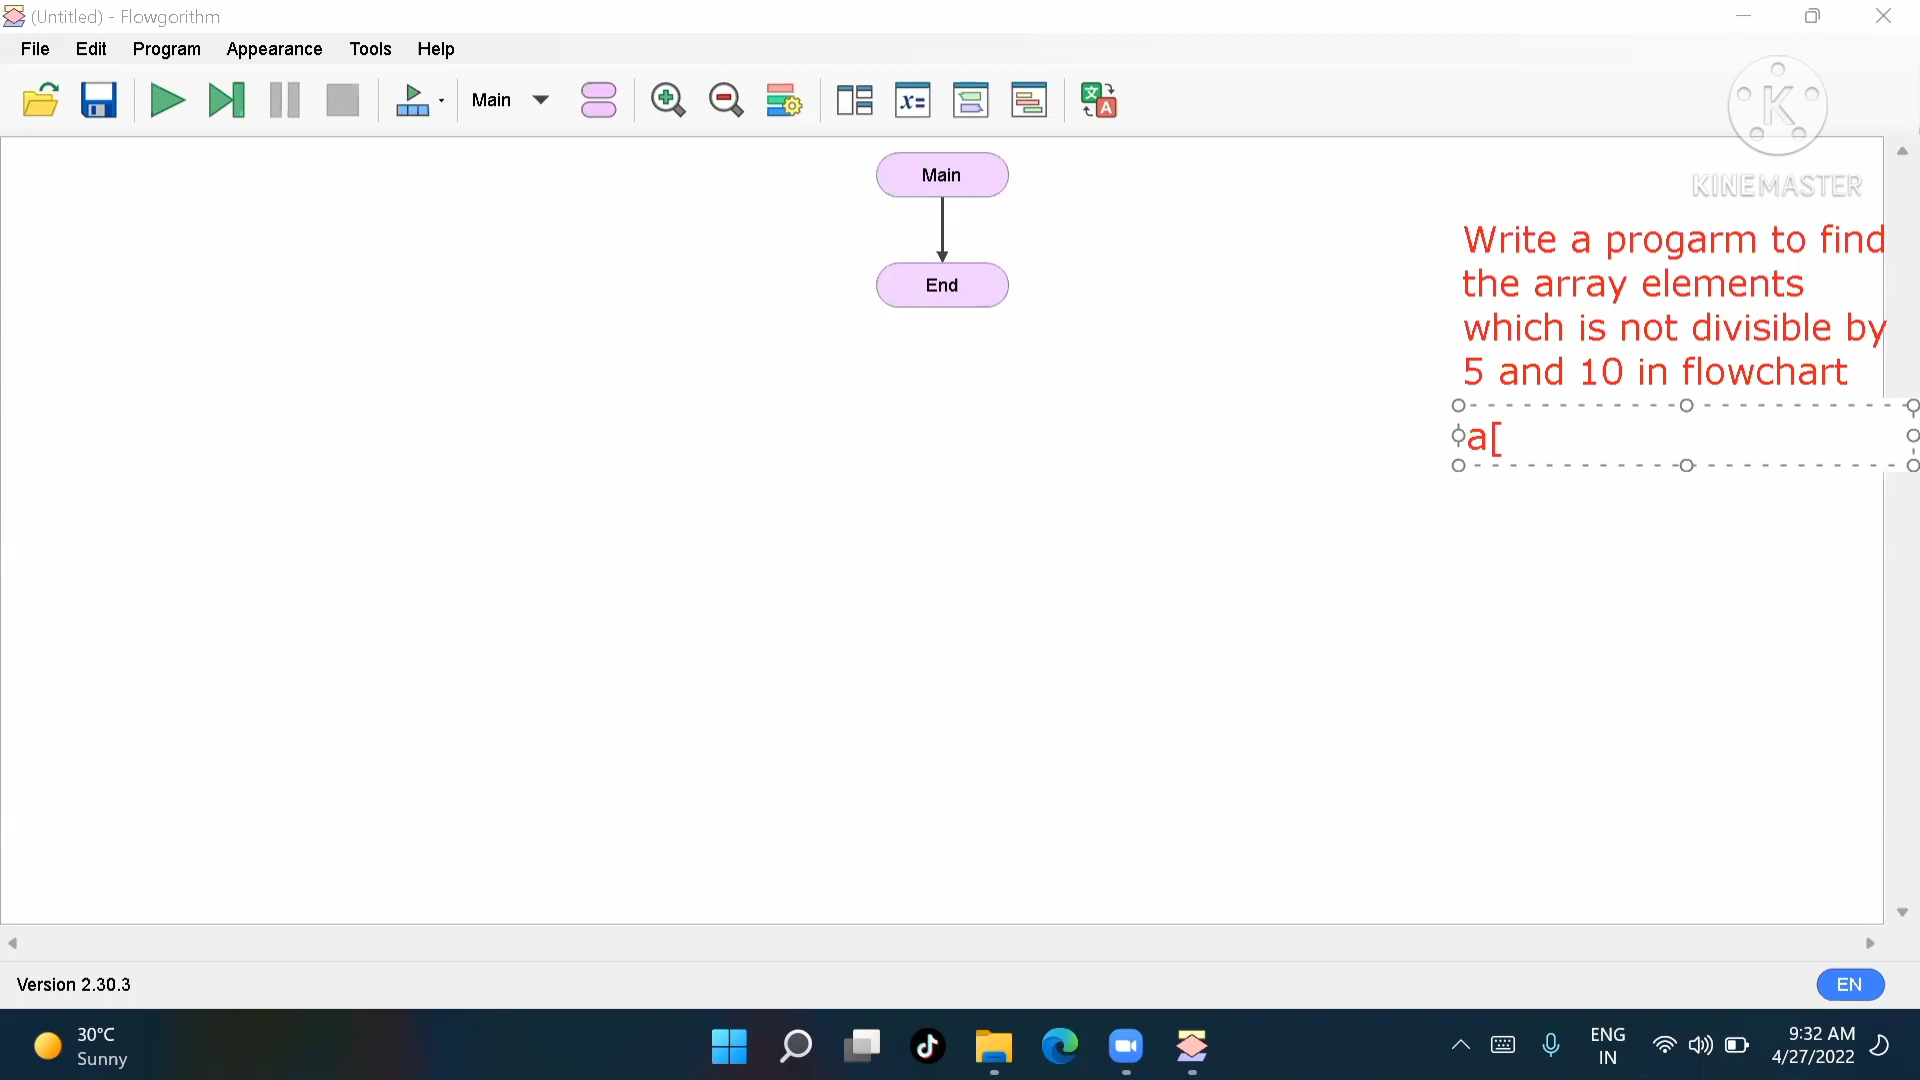 (Untitled) - Flowgorithm
File Edit Program Appearance Tools Help
Main
x=
文 A
K
KINEMASTER
Main
End
Write a progarm to find
the array elements
which is not divisible by
5 and 10 in flowchart
a[
Version 2.30.3
EN
30°C
Sunny
ENG
IN
9:32 AM
4/27/2022